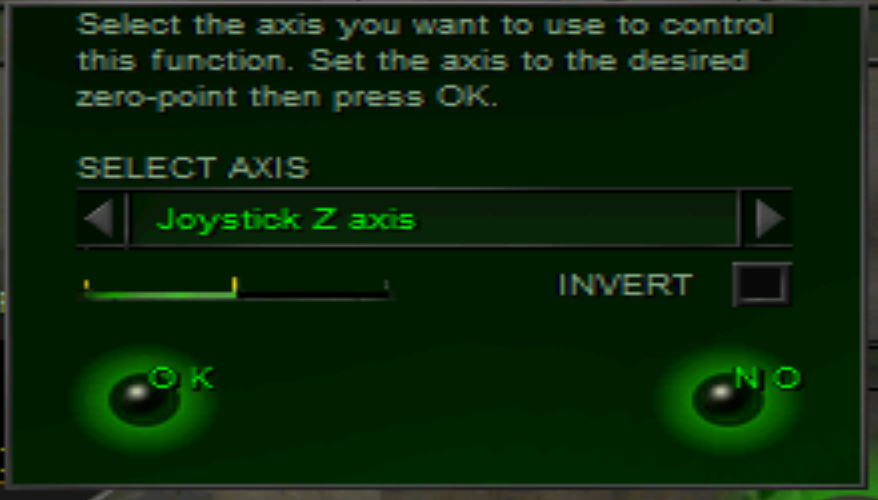 Select the axis you want to use to control
this function. Set the axis to the desired
zero-point then press OK.
SELECT AXIS
Joystick Z axis
INVERT
OK
NO